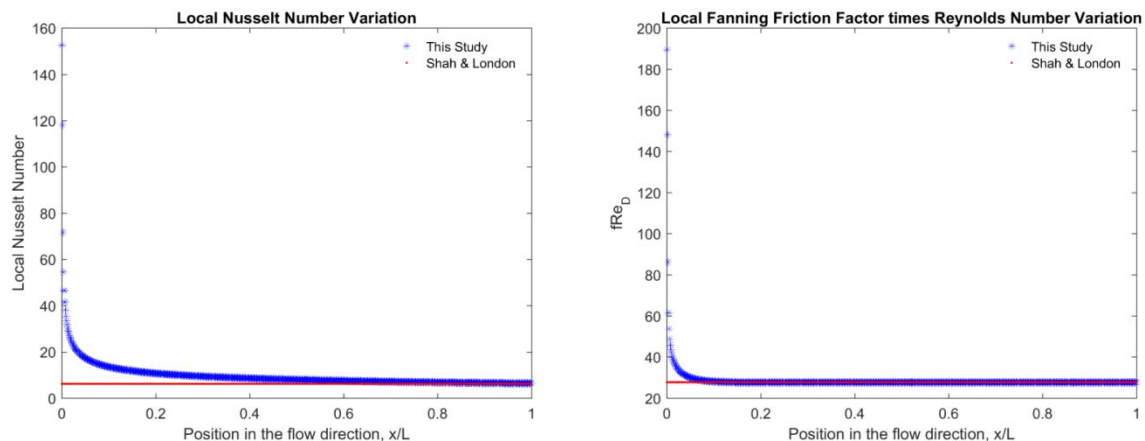 Local Nusselt Number Variation
160
140
120
100
80
60
40
20
0
Local Nusselt Number
This Study
Shah & London
0 0.2 0.4 0.6 0.8 1
Position in the flow direction, x/L
Local Fanning Friction Factor times Reynolds Number Variation
200
180
160
140
120
100
80
60
40
20
fRe_D
This Study
Shah & London
0 0.2 0.4 0.6 0.8 1
Position in the flow direction, x/L